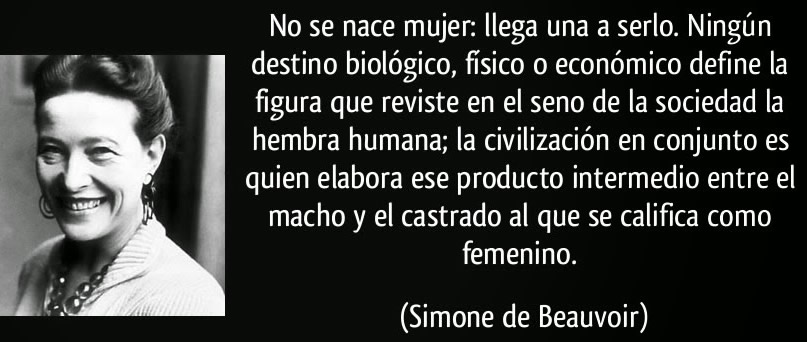 No se nace mujer: llega una a serlo. Ningún
destino biológico, físico o económico define la
figura que reviste en el seno de la sociedad la
hembra humana; la civilización en conjunto es
quien elabora ese producto intermedio entre el
macho y el castrado al que se califica como
femenino.
(Simone de Beauvoir)